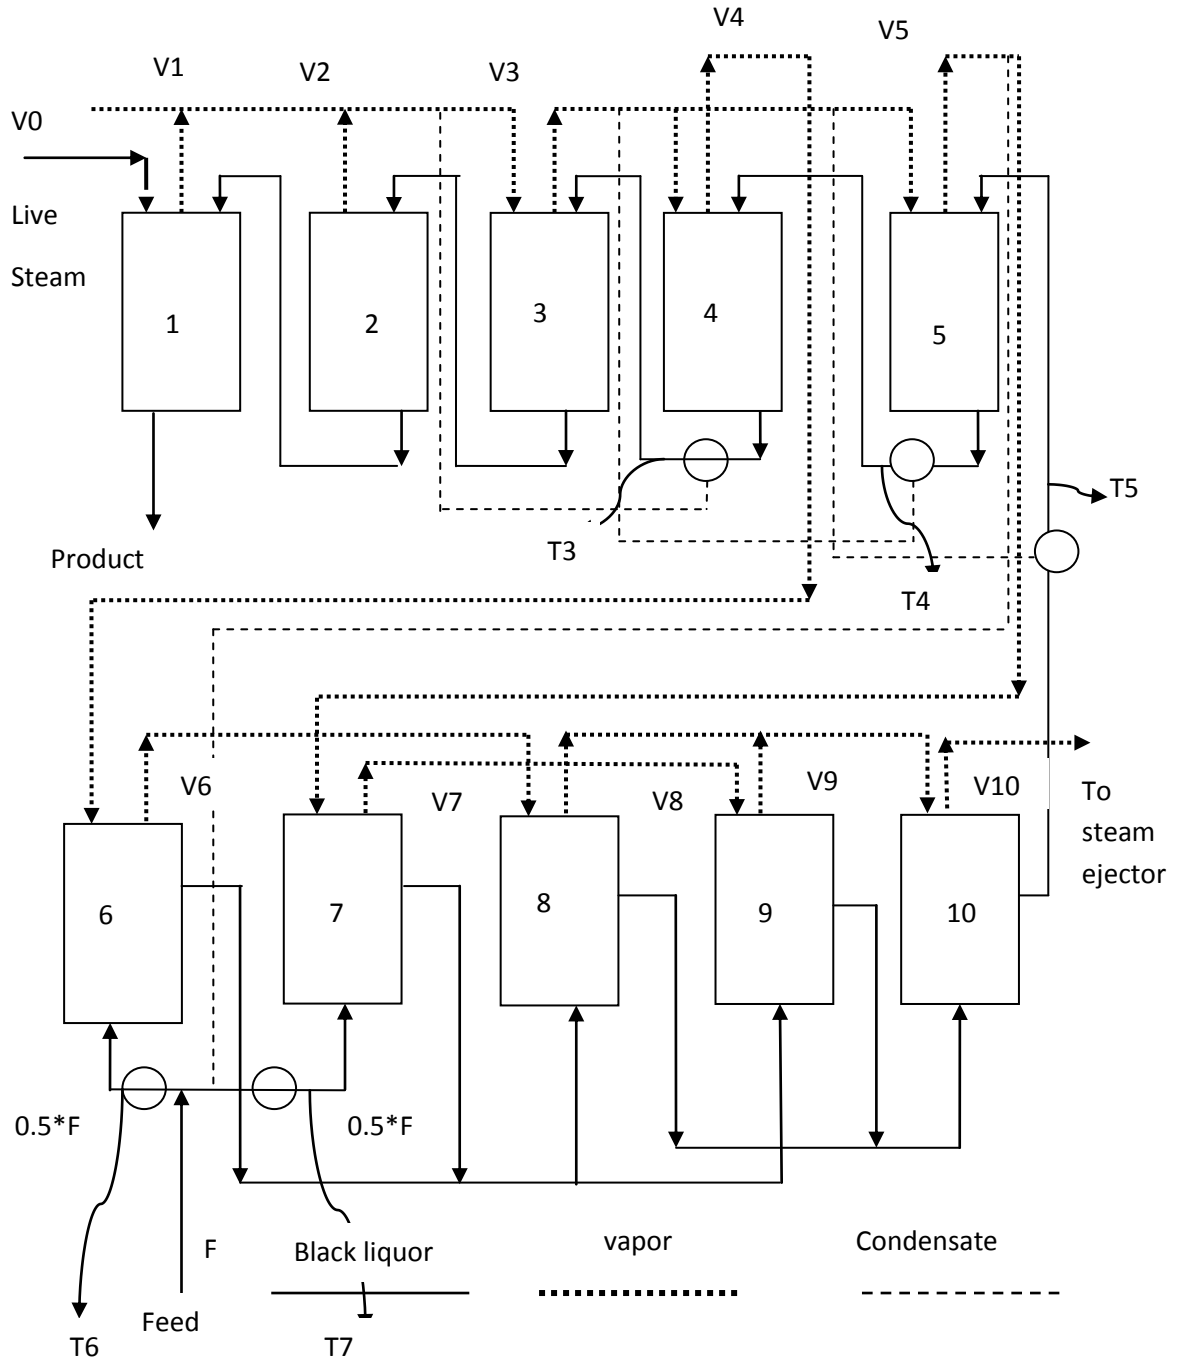 V4
V5
V1
V2
V3
V0
Live
Steam
1
2
3
4
5
T5
Product
T3
T4
V6
V7
V8
V9
V10
To
steam
ejector
6
7
8
9
10
0.5*F
0.5*F
F
Black liquor
vapor
Condensate
Feed
T6
T7